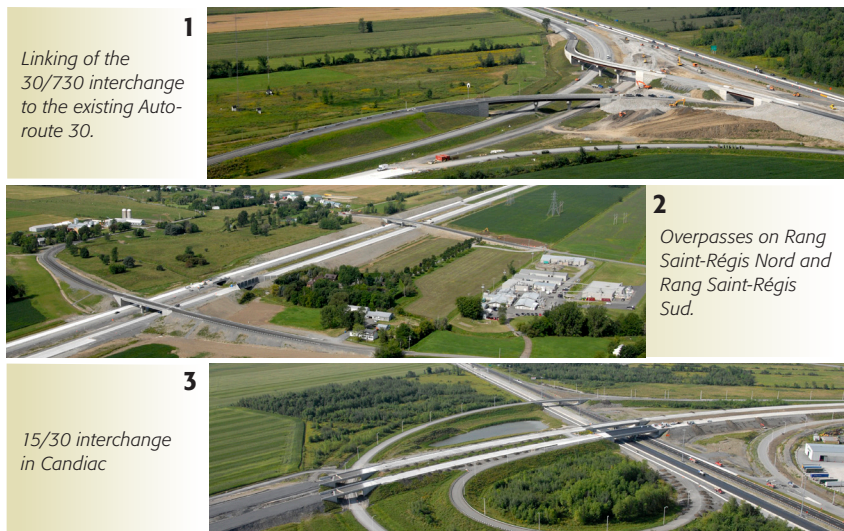 1
Linking of the
30/730 interchange
to the existing Auto-
route 30.
2
Overpasses on Rang
Saint-Régis Nord and
Rang Saint-Régis
Sud.
3
15/30 interchange
in Candiac